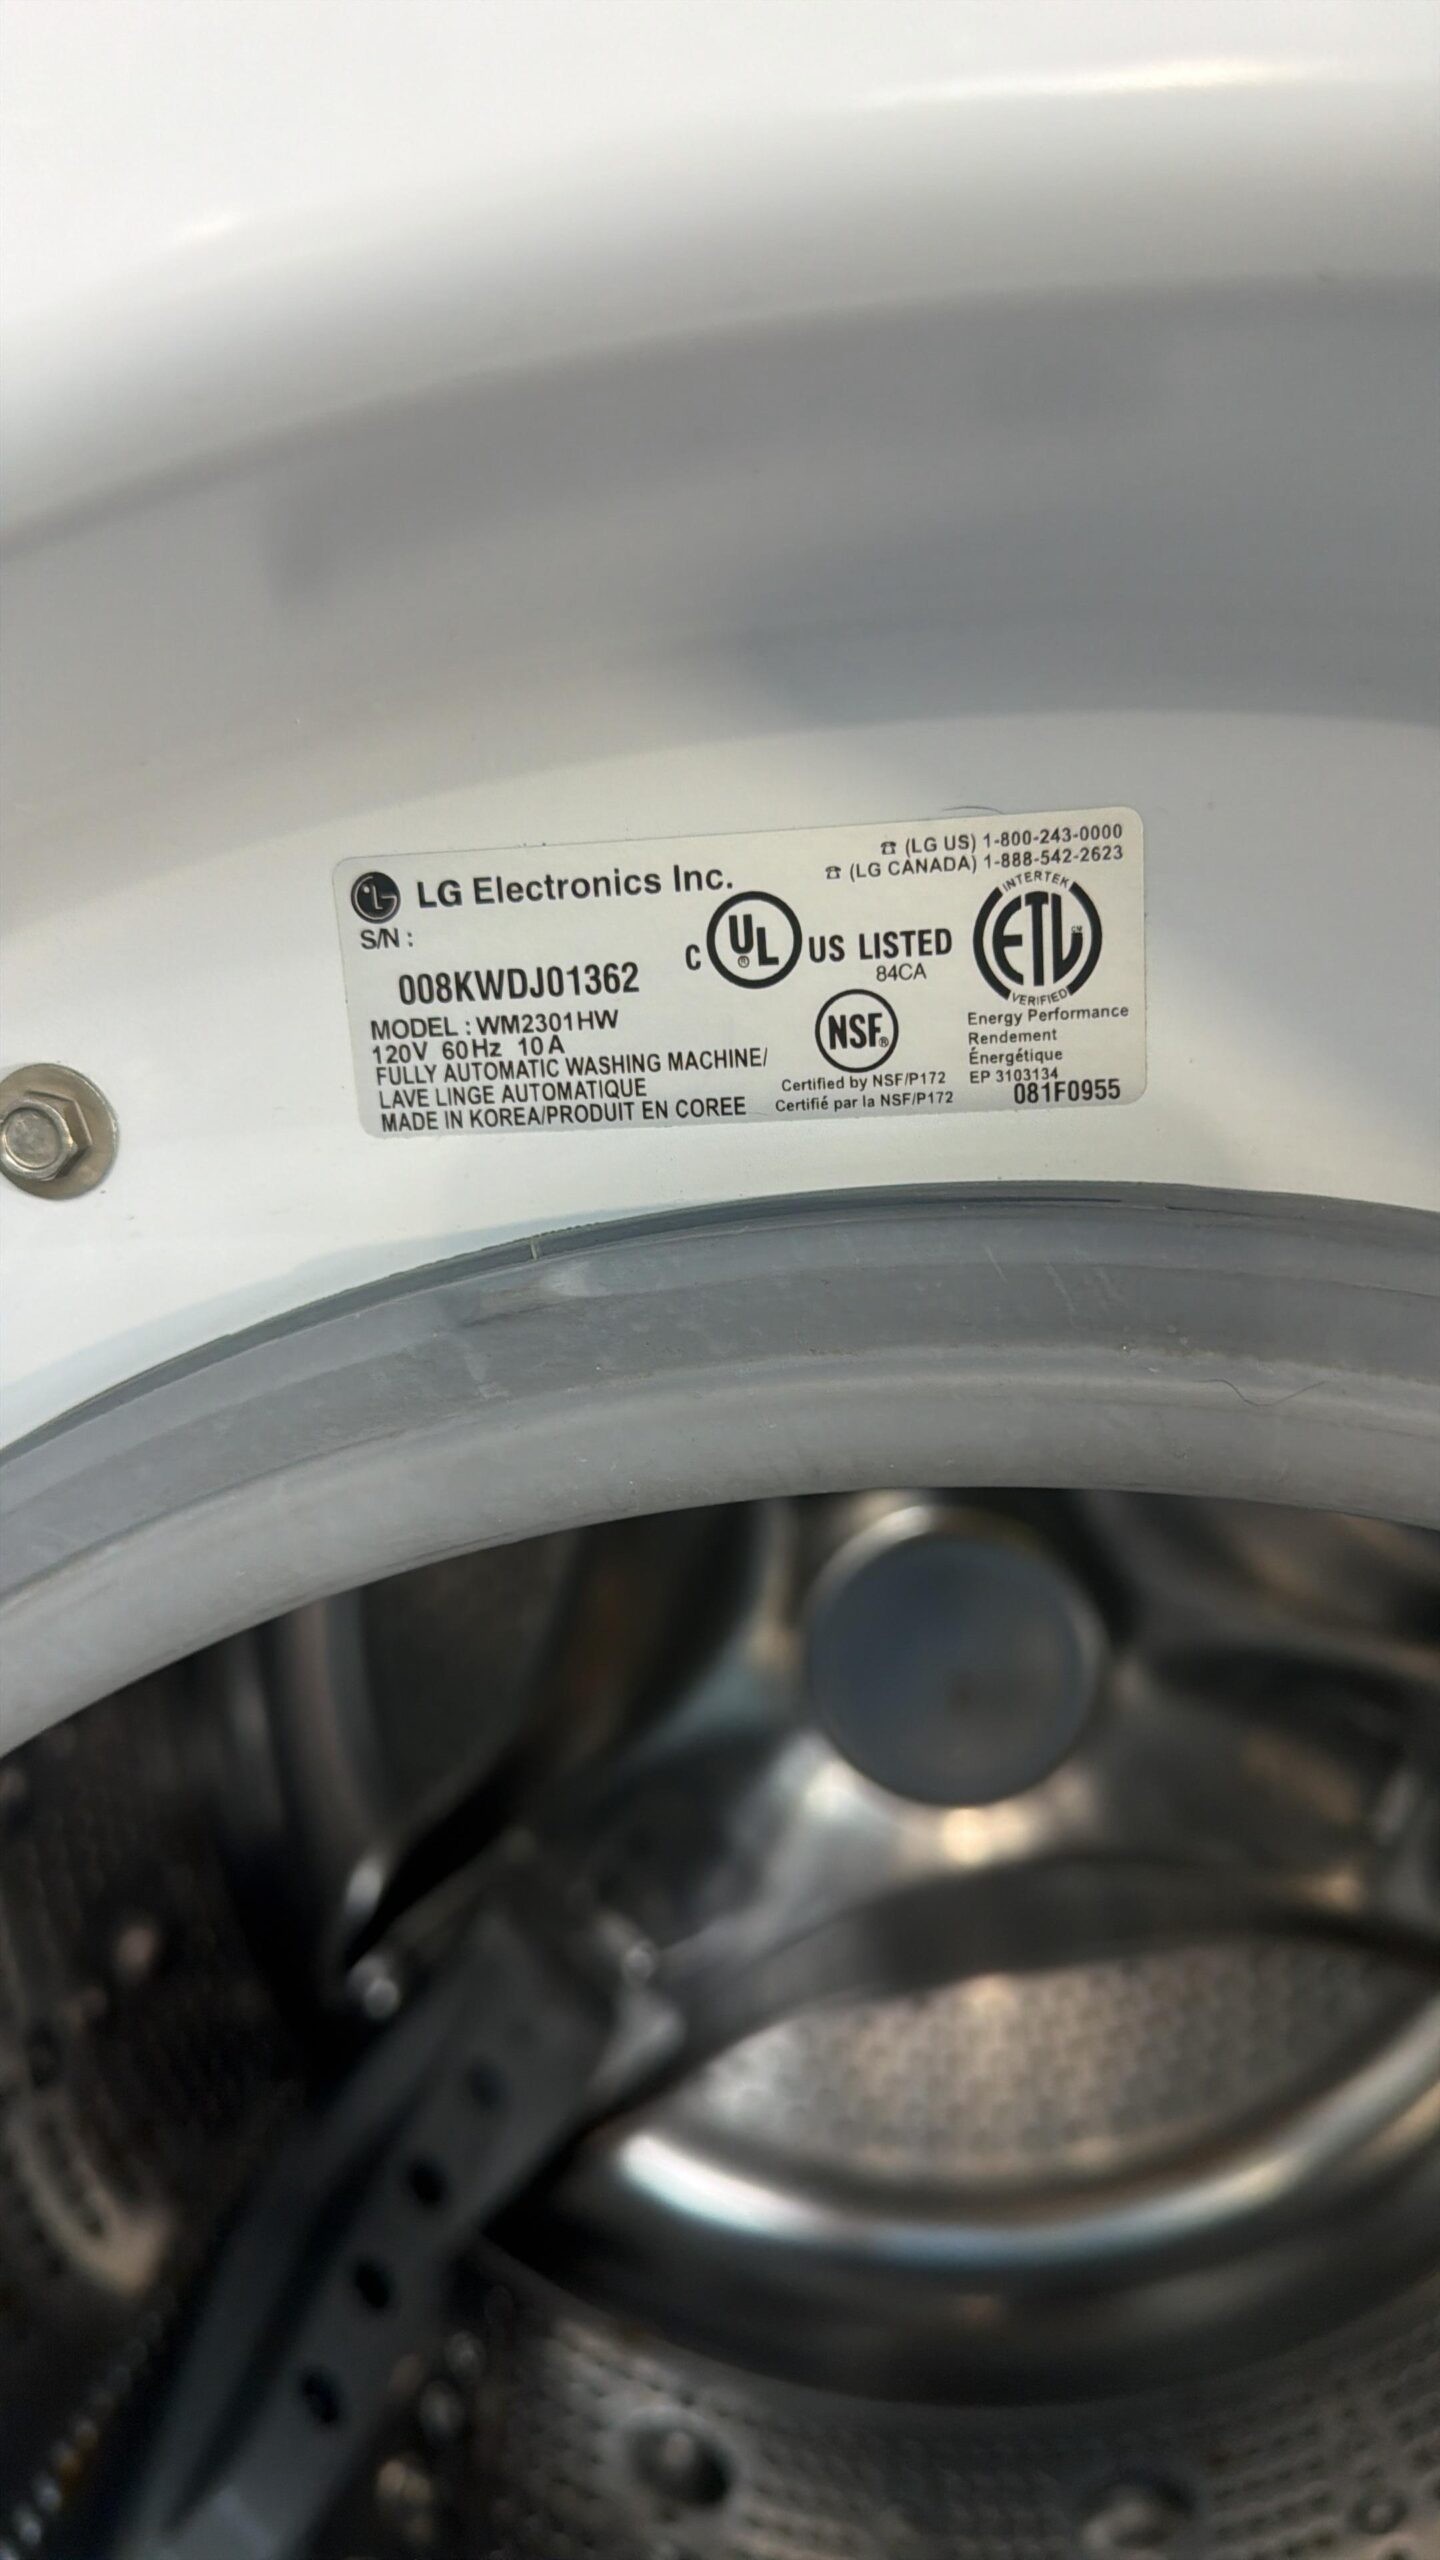 LG Electronics Inc.
☎ (LG US) 1-800-243-0000
☎ (LG CANADA) 1-888-542-2623
S/N :
008KWDJ01362
MODEL : WM2301HW
120V 60Hz 10A
FULLY AUTOMATIC WASHING MACHINE/
LAVE LINGE AUTOMATIQUE
MADE IN KOREA/PRODUIT EN COREE
C UL® US LISTED
84CA
NSF®
Certified by NSF/P172
Certifié par la NSF/P172
INTERTEK
ETL CM
VERIFIED
Energy Performance
Rendement
Énergétique
EP 3103134
081F0955